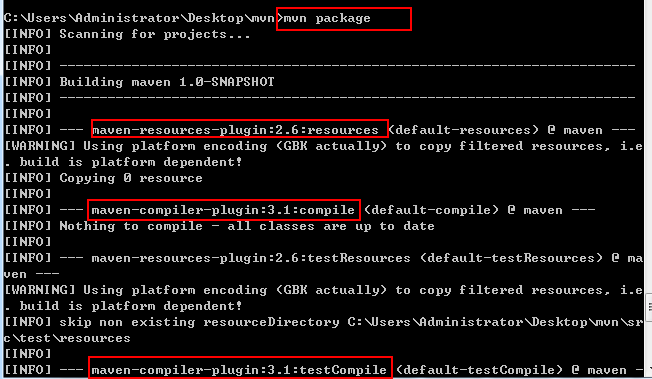 C:\Users\Administrator\Desktop\mvn>mvn package
[INFO] Scanning for projects...
[INFO]
[INFO] ------------------------------------------------------------------------
[INFO] Building maven 1.0-SNAPSHOT
[INFO] ------------------------------------------------------------------------
[INFO]
[INFO] --- maven-resources-plugin:2.6:resources (default-resources) @ maven ---
[WARNING] Using platform encoding (GBK actually) to copy filtered resources, i.e
. build is platform dependent!
[INFO] Copying 0 resource
[INFO]
[INFO] --- maven-compiler-plugin:3.1:compile (default-compile) @ maven ---
[INFO] Nothing to compile - all classes are up to date
[INFO]
[INFO] --- maven-resources-plugin:2.6:testResources (default-testResources) @ ma
ven ---
[WARNING] Using platform encoding (GBK actually) to copy filtered resources, i.e
. build is platform dependent!
[INFO] skip non existing resourceDirectory C:\Users\Administrator\Desktop\mvn\sr
c\test\resources
[INFO]
[INFO] --- maven-compiler-plugin:3.1:testCompile (default-testCompile) @ maven -